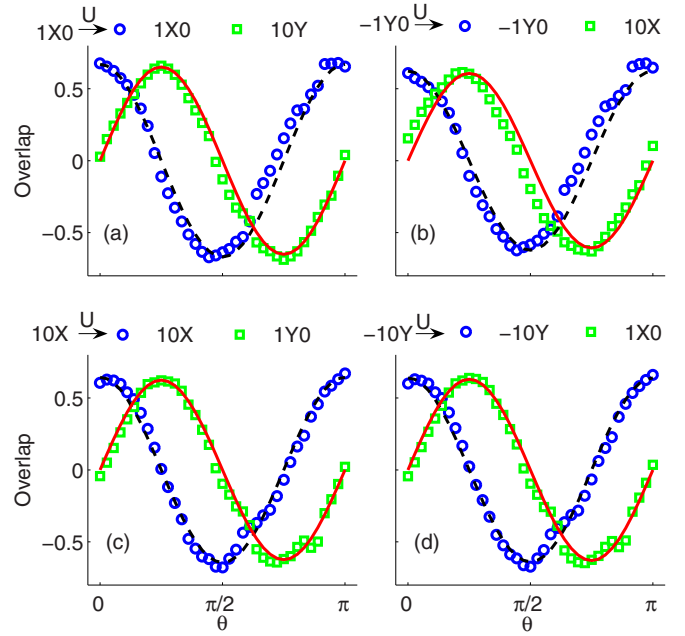 1X0 U 1X0 10Y
−1Y0 U −1Y0 10X
0.5
0
−0.5
Overlap
(a)
(b)
10X U 10X 1Y0
−10Y U −10Y 1X0
0.5
0
−0.5
Overlap
(c)
(d)
0 π/2 π
θ
0 π/2 π
θ